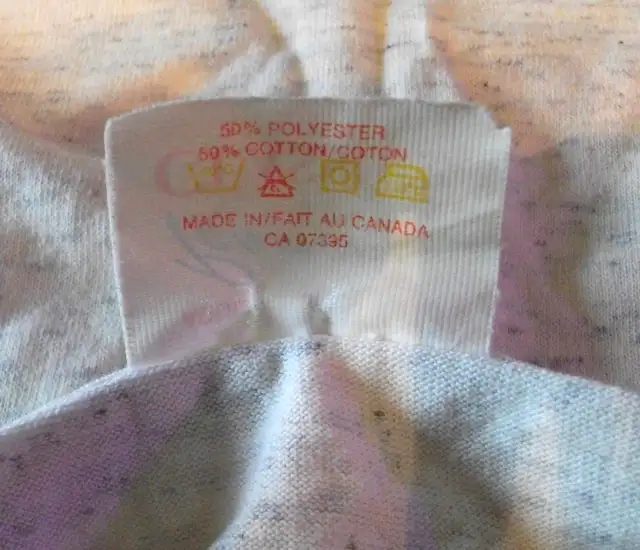 50% POLYESTER
50% COTTON/COTON
MADE IN/FAIT AU CANADA
CA 07395